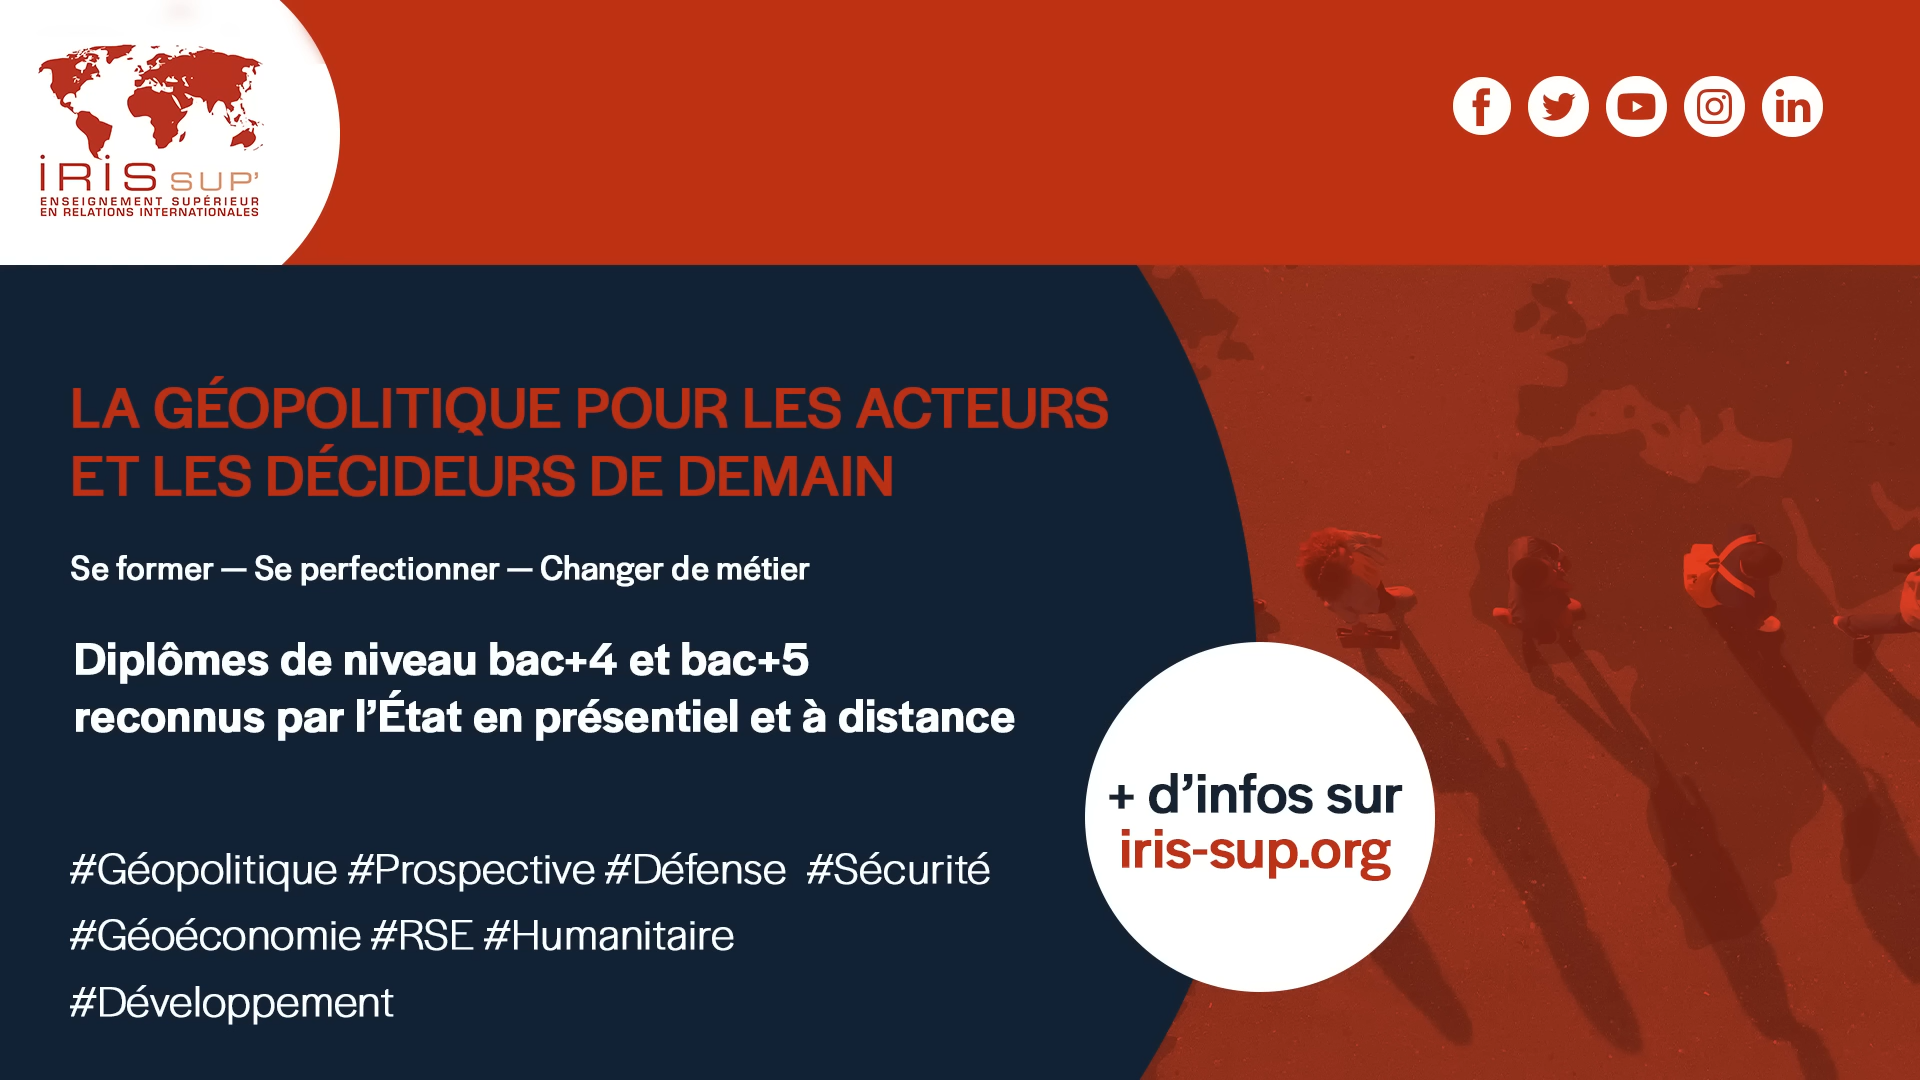 iRiS SUP'
ENSEIGNEMENT SUPÉRIEUR
EN RELATIONS INTERNATIONALES
LA GÉOPOLITIQUE POUR LES ACTEURS
ET LES DÉCIDEURS DE DEMAIN
Se former — Se perfectionner — Changer de métier
Diplômes de niveau bac+4 et bac+5
reconnus par l’État en présentiel et à distance
+ d’infos sur
iris-sup.org
#Géopolitique #Prospective #Défense #Sécurité
#Géoéconomie #RSE #Humanitaire
#Développement